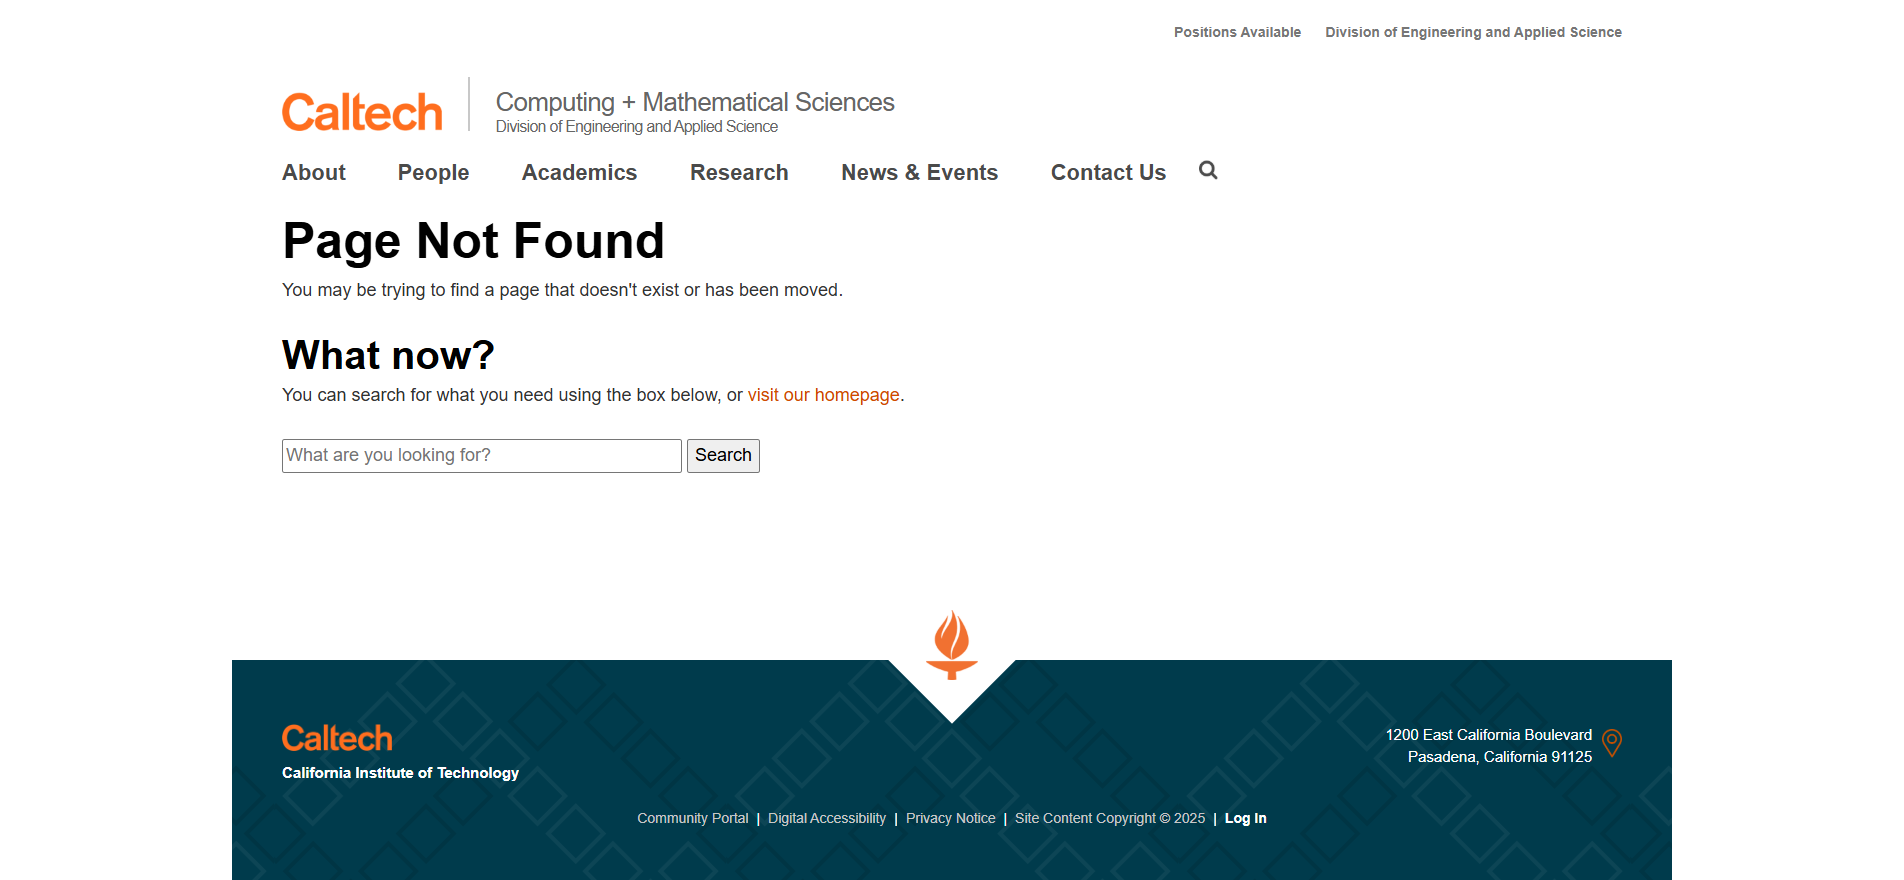 Positions Available Division of Engineering and Applied Science
Caltech
Computing + Mathematical Sciences
Division of Engineering and Applied Science
About People Academics Research News & Events Contact Us
Page Not Found
You may be trying to find a page that doesn't exist or has been moved.
What now?
You can search for what you need using the box below, or visit our homepage.
What are you looking for? Search
Caltech
California Institute of Technology
1200 East California Boulevard
Pasadena, California 91125
Community Portal | Digital Accessibility | Privacy Notice | Site Content Copyright © 2025 | Log In